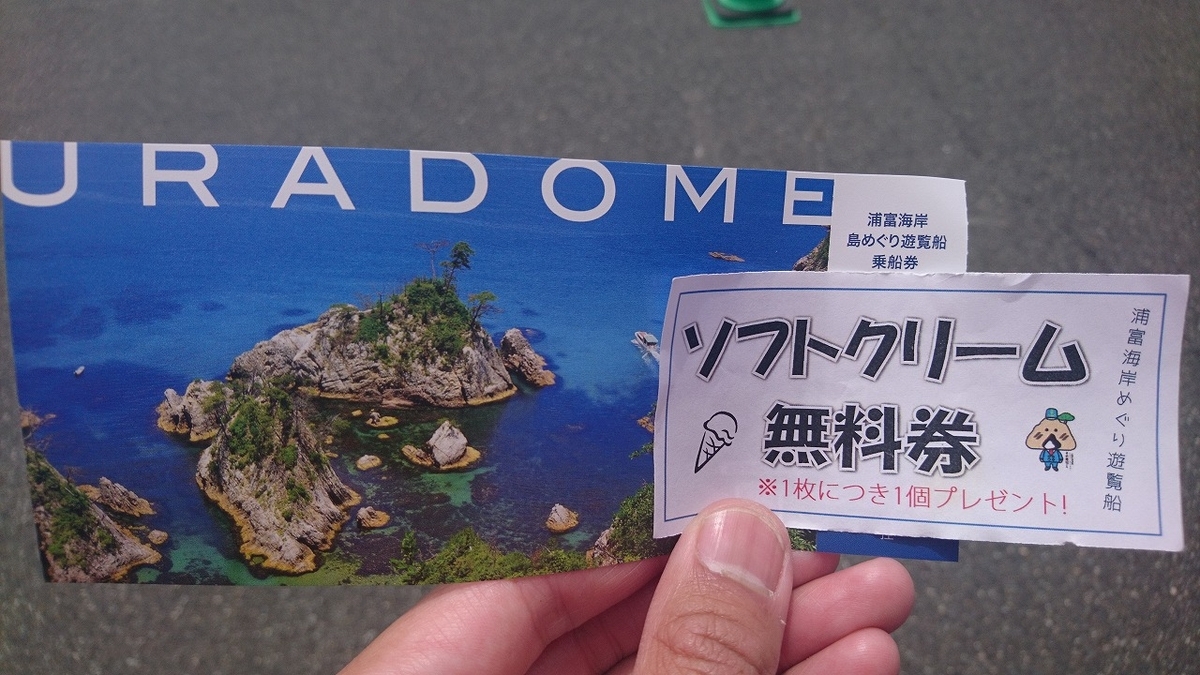 URADOME
浦富海岸
島めぐり遊覧船
乗船券
ソフトクリーム
無料券
※1枚につき1個プレゼント!
浦富海岸めぐり遊覧船